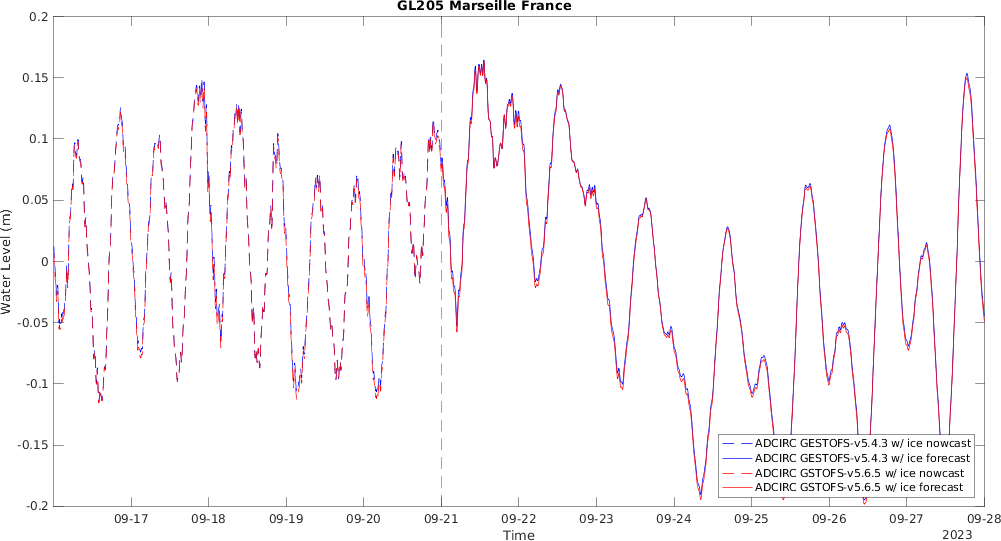 GL205 Marseille France
0.2
0.15
0.1
0.05
0
-0.05
-0.1
-0.15
-0.2
Water Level (m)
ADCIRC GESTOFS-v5.4.3 w/ ice nowcast
ADCIRC GESTOFS-v5.4.3 w/ ice forecast
ADCIRC GSTOFS-v5.6.5 w/ ice nowcast
ADCIRC GSTOFS-v5.6.5 w/ ice forecast
09-17 09-18 09-19 09-20 09-21 09-22 09-23 09-24 09-25 09-26 09-27 09-28
Time
2023